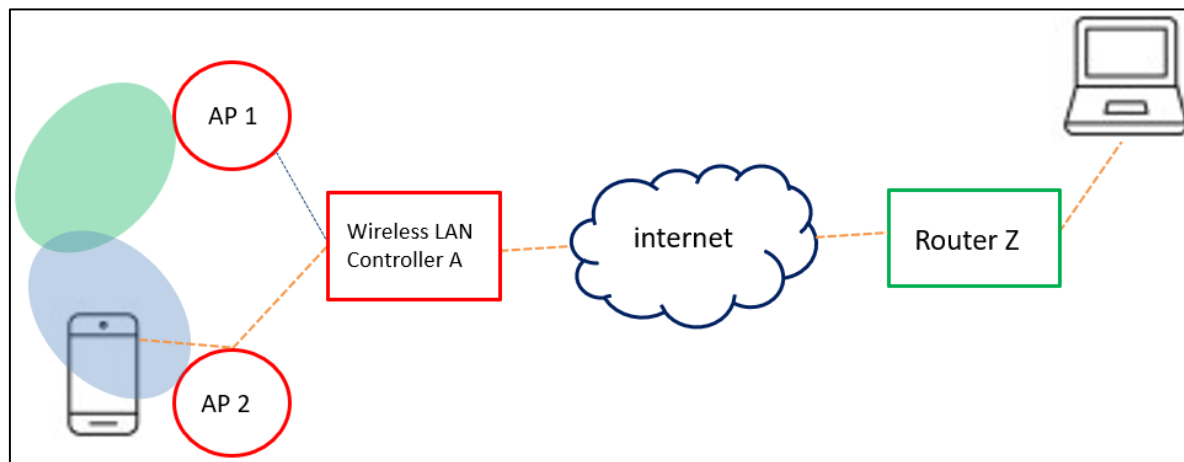 AP 1
Wireless LAN
Controller A
internet
Router Z
AP 2